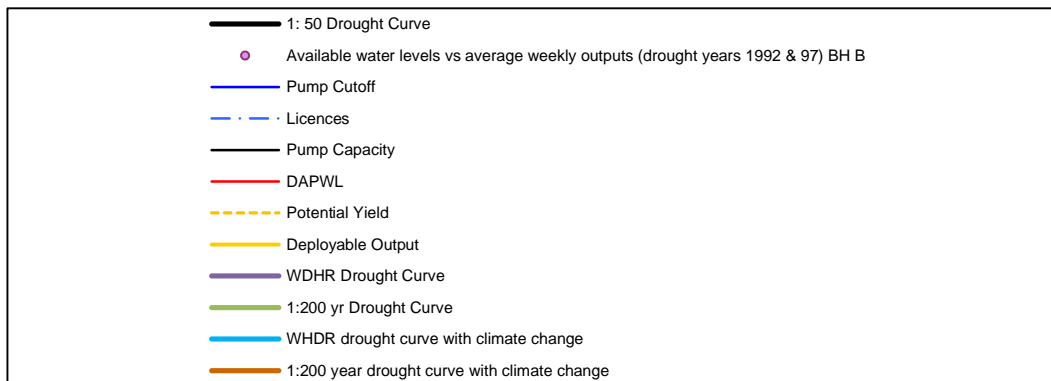 1: 50 Drought Curve
Available water levels vs average weekly outputs (drought years 1992 & 97) BH B
Pump Cutoff
Licences
Pump Capacity
DAPWL
Potential Yield
Deployable Output
WDHR Drought Curve
1:200 yr Drought Curve
WHDR drought curve with climate change
1:200 year drought curve with climate change